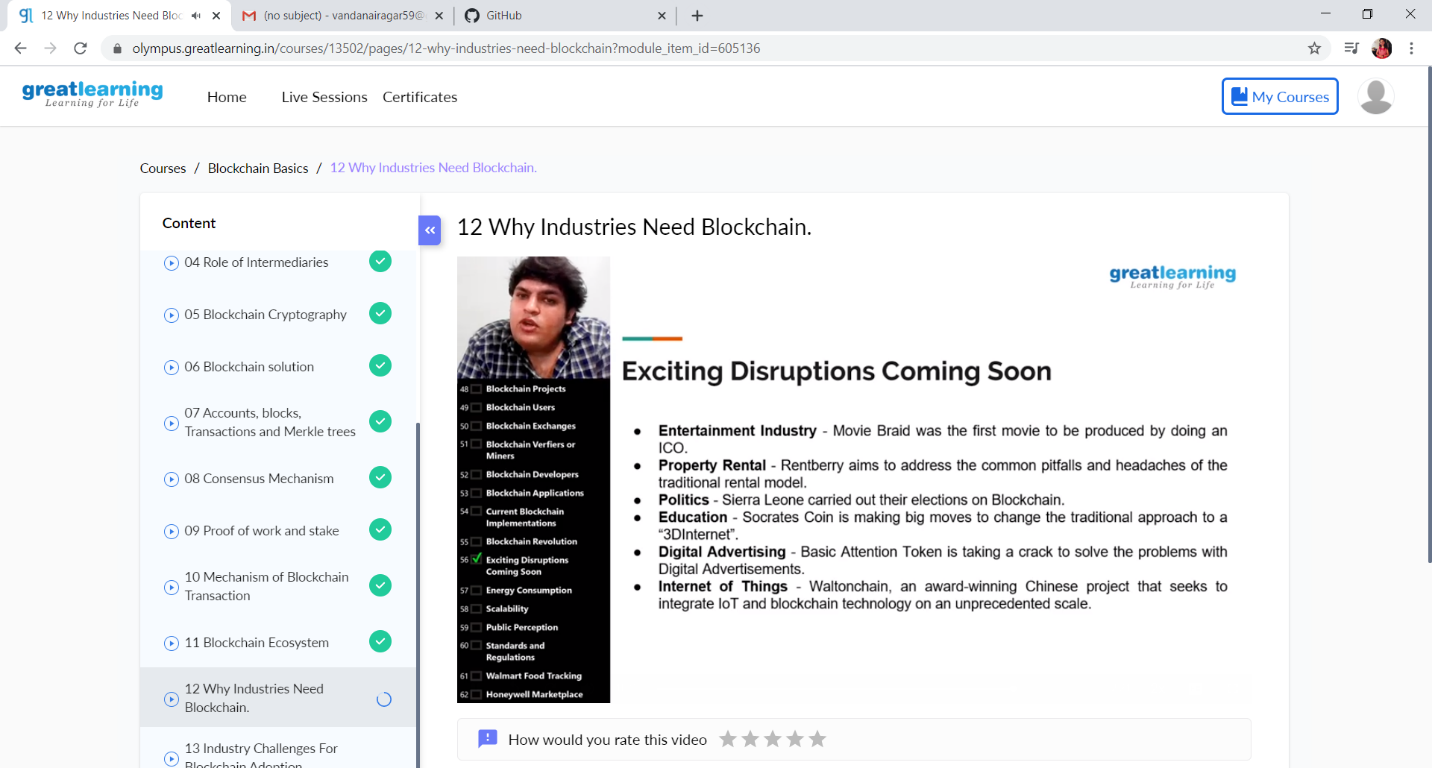 12 Why Industries Need Bloc
(no subject) - vandanairagar59@
GitHub
olympus.greatlearning.in/courses/13502/pages/12-why-industries-need-blockchain?module_item_id=605136
greatlearning
Learning for Life
Home
Live Sessions
Certificates
My Courses
Courses / Blockchain Basics / 12 Why Industries Need Blockchain.
Content
04 Role of Intermediaries
05 Blockchain Cryptography
06 Blockchain solution
07 Accounts, blocks,
Transactions and Merkle trees
08 Consensus Mechanism
09 Proof of work and stake
10 Mechanism of Blockchain
Transaction
11 Blockchain Ecosystem
12 Why Industries Need
Blockchain.
13 Industry Challenges For
Blockchain Adoption
12 Why Industries Need Blockchain.
48 Blockchain Projects
49 Blockchain Users
50 Blockchain Exchanges
51 Blockchain Verfiers or
Miners
52 Blockchain Developers
53 Blockchain Applications
54 Current Blockchain
Implementations
55 Blockchain Revolution
56 Exciting Disruptions
Coming Soon
57 Energy Consumption
58 Scalability
59 Public Perception
60 Standards and
Regulations
61 Walmart Food Tracking
62 Honeywell Marketplace
greatlearning
Learning for Life
Exciting Disruptions Coming Soon
● Entertainment Industry - Movie Braid was the first movie to be produced by doing an
ICO.
● Property Rental - Rentberry aims to address the common pitfalls and headaches of the
traditional rental model.
● Politics - Sierra Leone carried out their elections on Blockchain.
● Education - Socrates Coin is making big moves to change the traditional approach to a
“3DInternet”.
● Digital Advertising - Basic Attention Token is taking a crack to solve the problems with
Digital Advertisements.
● Internet of Things - Waltonchain, an award-winning Chinese project that seeks to
integrate IoT and blockchain technology on an unprecedented scale.
How would you rate this video